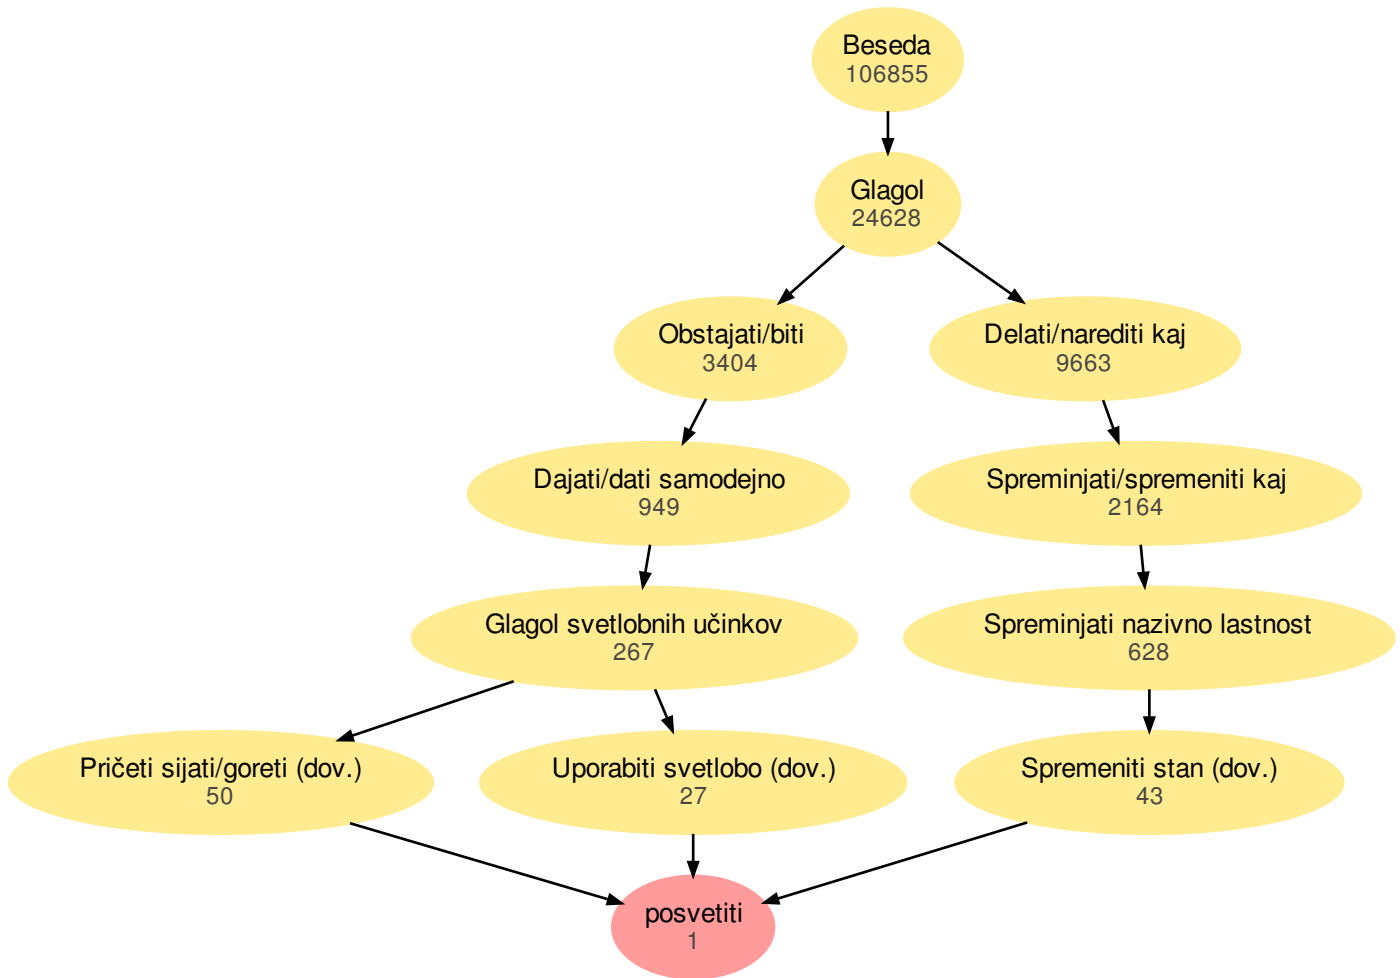 Beseda
106855
Glagol
24628
Obstajati/biti
3404
Delati/narediti kaj
9663
Dajati/dati samodejno
949
Spreminjati/spremeniti kaj
2164
Glagol svetlobnih učinkov
267
Spreminjati nazivno lastnost
628
Pričeti sijati/goreti (dov.)
50
Uporabiti svetlobo (dov.)
27
Spremeniti stan (dov.)
43
posvetiti
1